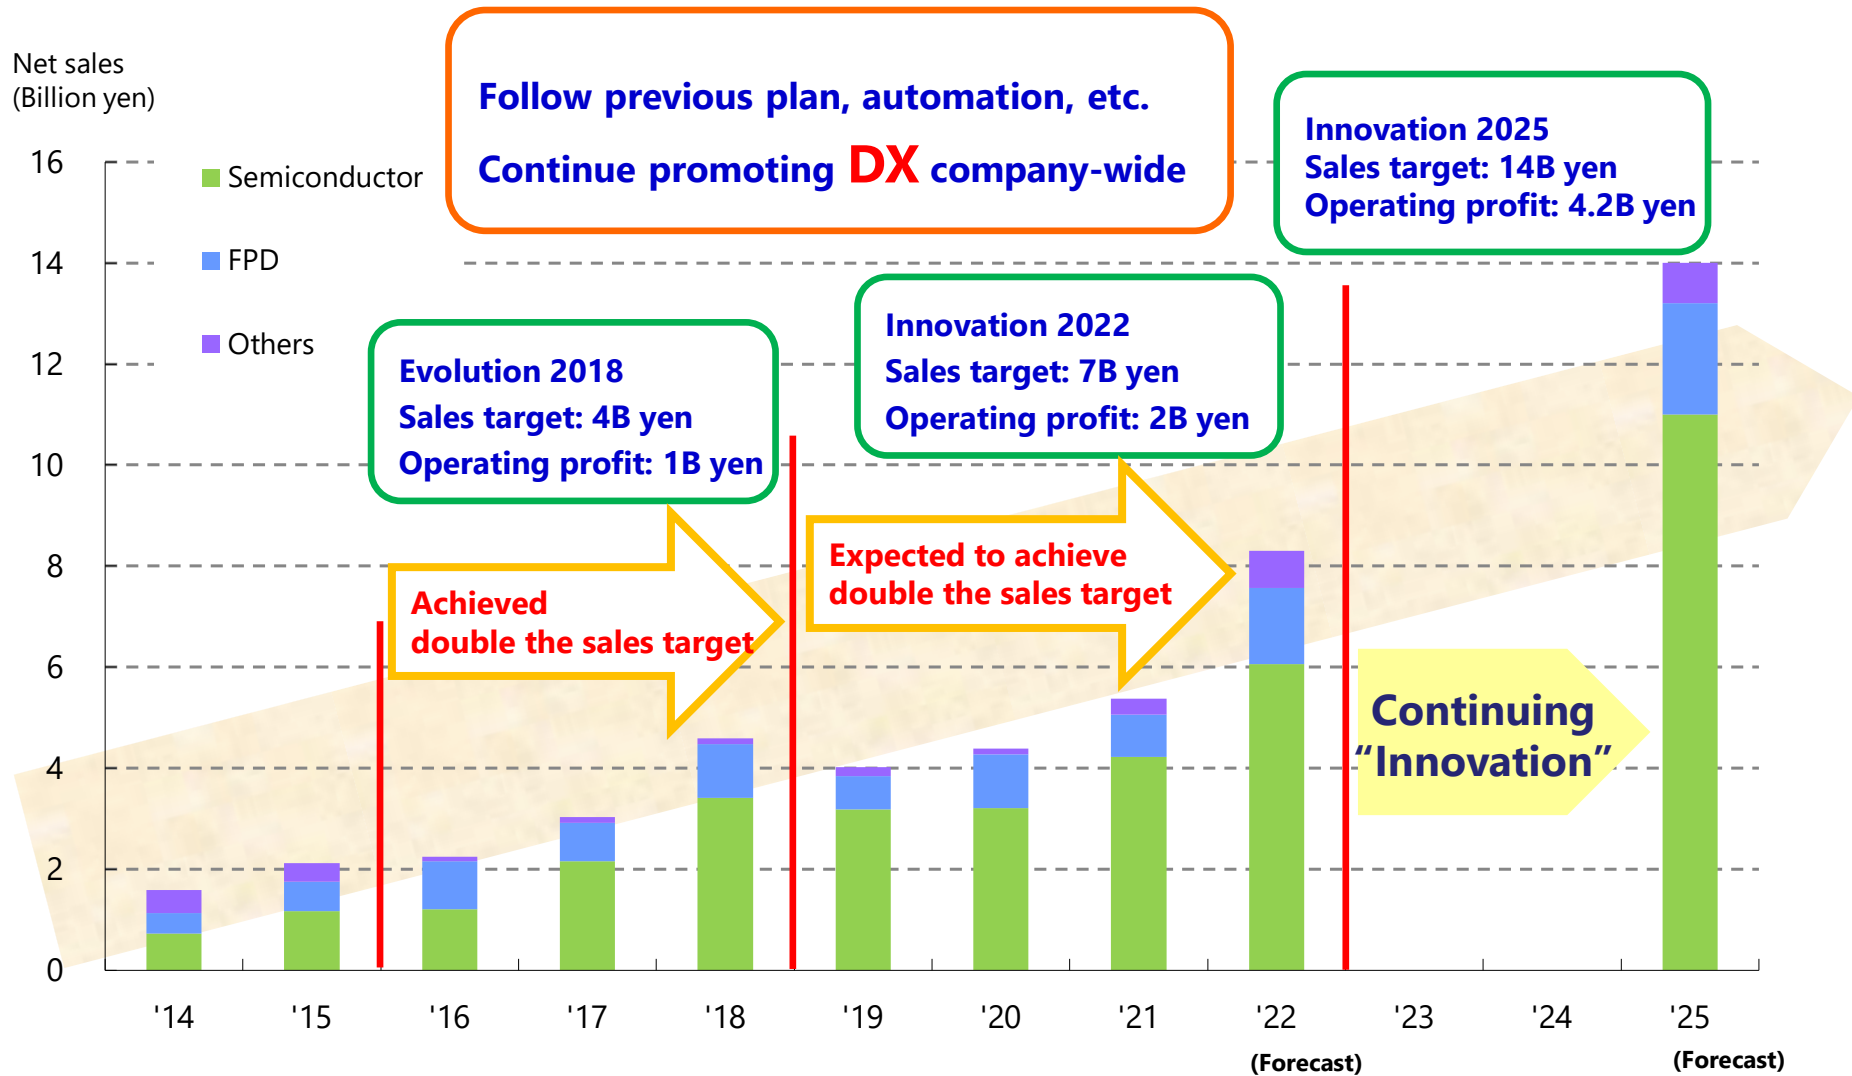 Net sales
(Billion yen)
Follow previous plan, automation, etc.
Continue promoting DX company-wide
Innovation 2025
Sales target: 14B yen
Operating profit: 4.2B yen
Semiconductor
FPD
Others
Evolution 2018
Sales target: 4B yen
Operating profit: 1B yen
Innovation 2022
Sales target: 7B yen
Operating profit: 2B yen
Achieved
double the sales target
Expected to achieve
double the sales target
Continuing
“Innovation”
16
14
12
10
8
6
4
2
0
'14
'15
'16
'17
'18
'19
'20
'21
'22
'23
'24
'25
(Forecast)
(Forecast)